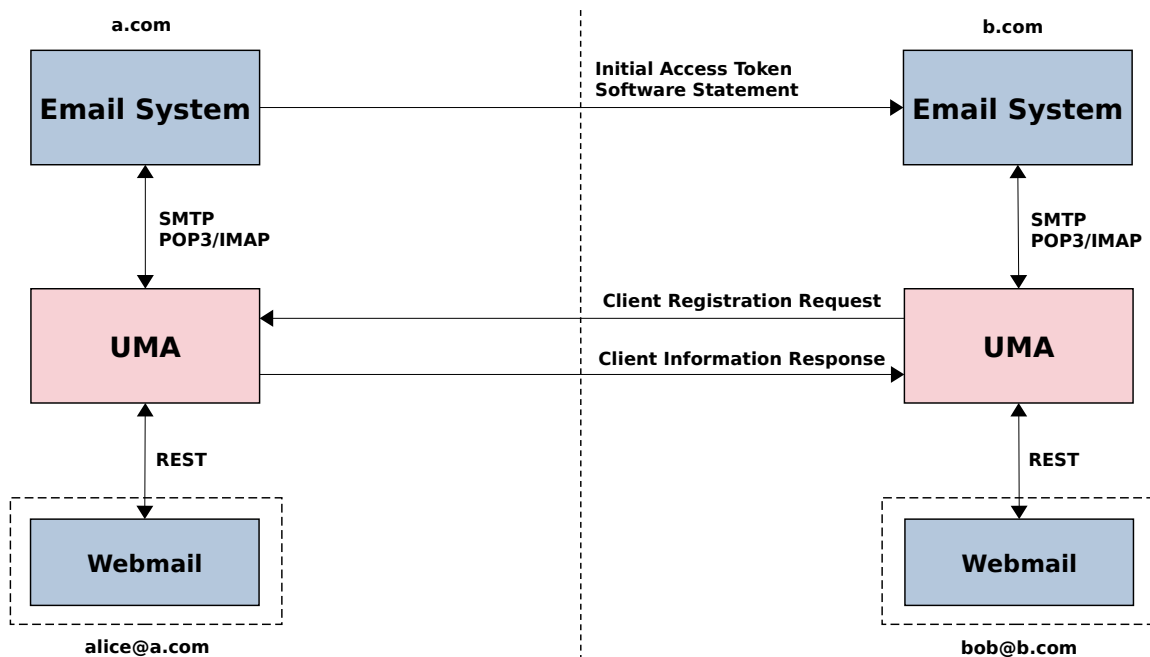 a.com
b.com
Email System
Initial Access Token
Software Statement
Email System
SMTP
POP3/IMAP
SMTP
POP3/IMAP
UMA
Client Registration Request
Client Information Response
UMA
REST
REST
Webmail
Webmail
alice@a.com
bob@b.com